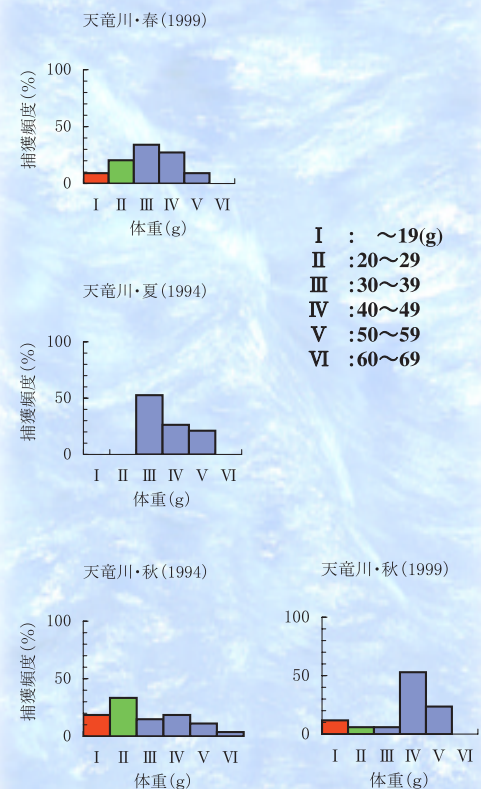 天竜川・春(1999)
捕獲頻度(%)
100
50
0
I II III IV V VI
体重(g)
I : ～19(g)
II :20～29
III :30～39
IV :40～49
V :50～59
VI :60～69
天竜川・夏(1994)
捕獲頻度(%)
100
50
0
I II III IV V VI
体重(g)
天竜川・秋(1994)
捕獲頻度(%)
100
50
0
I II III IV V VI
体重(g)
天竜川・秋(1999)
100
50
0
I II III IV V VI
体重(g)